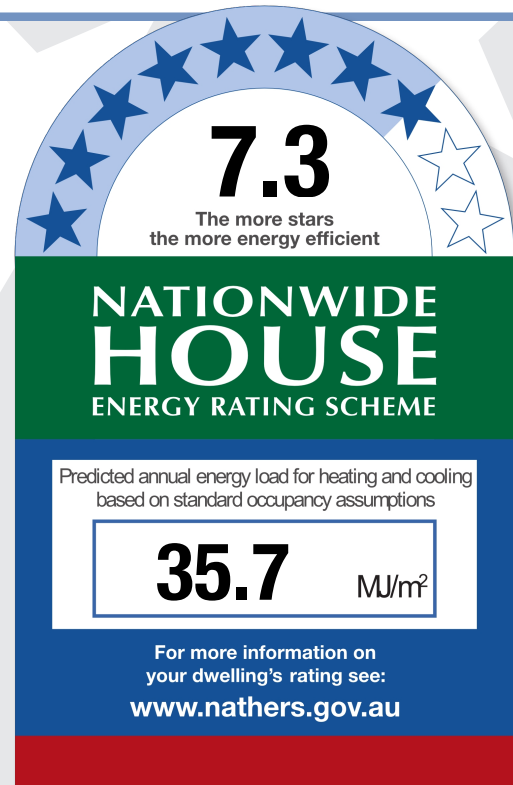 7.3
The more stars
the more energy efficient
NATIONWIDE
HOUSE
ENERGY RATING SCHEME
Predicted annual energy load for heating and cooling
based on standard occupancy assumptions
35.7 MJ/m²
For more information on
your dwelling's rating see:
www.nathers.gov.au